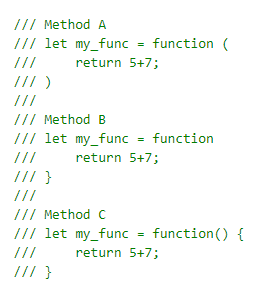 /// Method A
/// let my_func = function (
///     return 5+7;
/// )
///
/// Method B
/// let my_func = function
///     return 5+7;
/// }
///
/// Method C
/// let my_func = function() {
///     return 5+7;
/// }